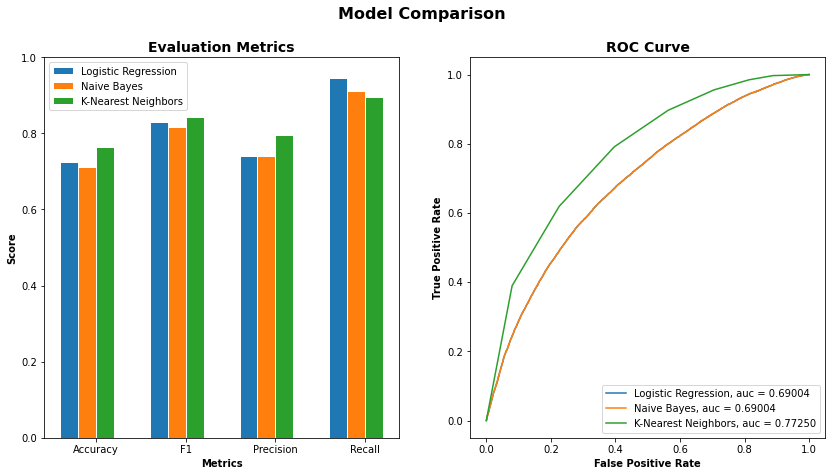 Model Comparison
Evaluation Metrics
1.0
0.8
0.6
0.4
0.2
0.0
Score
Logistic Regression
Naive Bayes
K-Nearest Neighbors
Accuracy F1 Precision Recall
Metrics
ROC Curve
1.0
0.8
0.6
0.4
0.2
0.0
True Positive Rate
Logistic Regression, auc = 0.69004
Naive Bayes, auc = 0.69004
K-Nearest Neighbors, auc = 0.77250
0.0 0.2 0.4 0.6 0.8 1.0
False Positive Rate